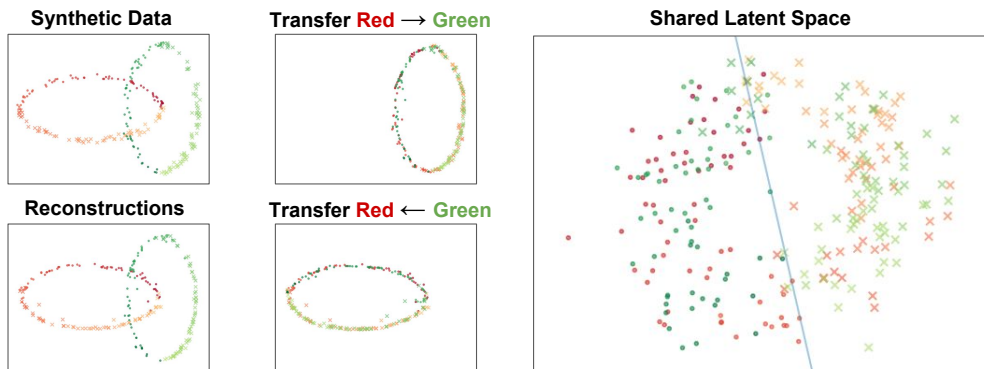 Synthetic Data
Transfer Red → Green
Shared Latent Space
Reconstructions
Transfer Red ← Green